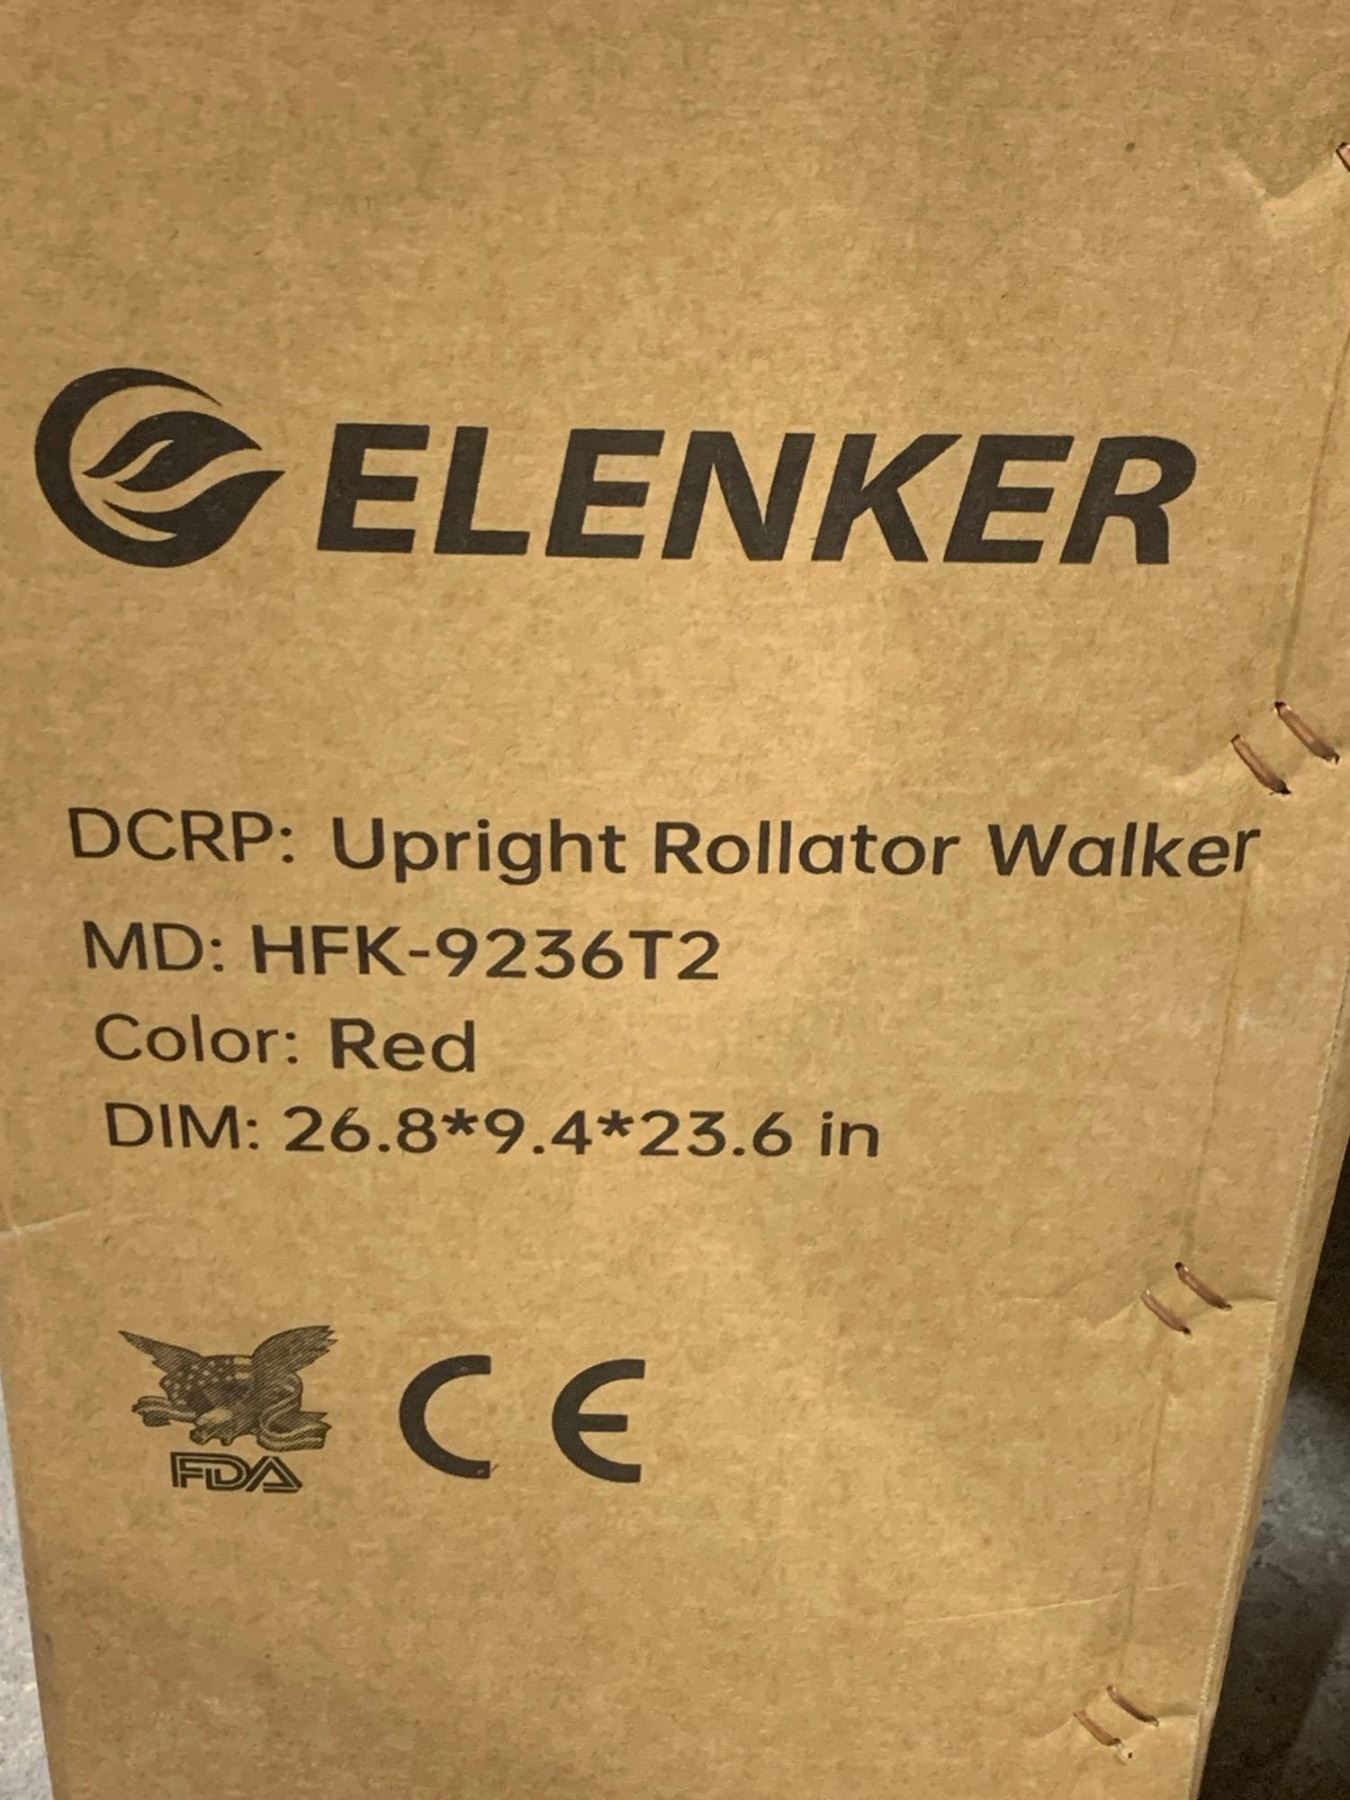 ELENKER
DCRP: Upright Rollator Walker
MD: HFK-9236T2
Color: Red
DIM: 26.8*9.4*23.6 in
FDA CE